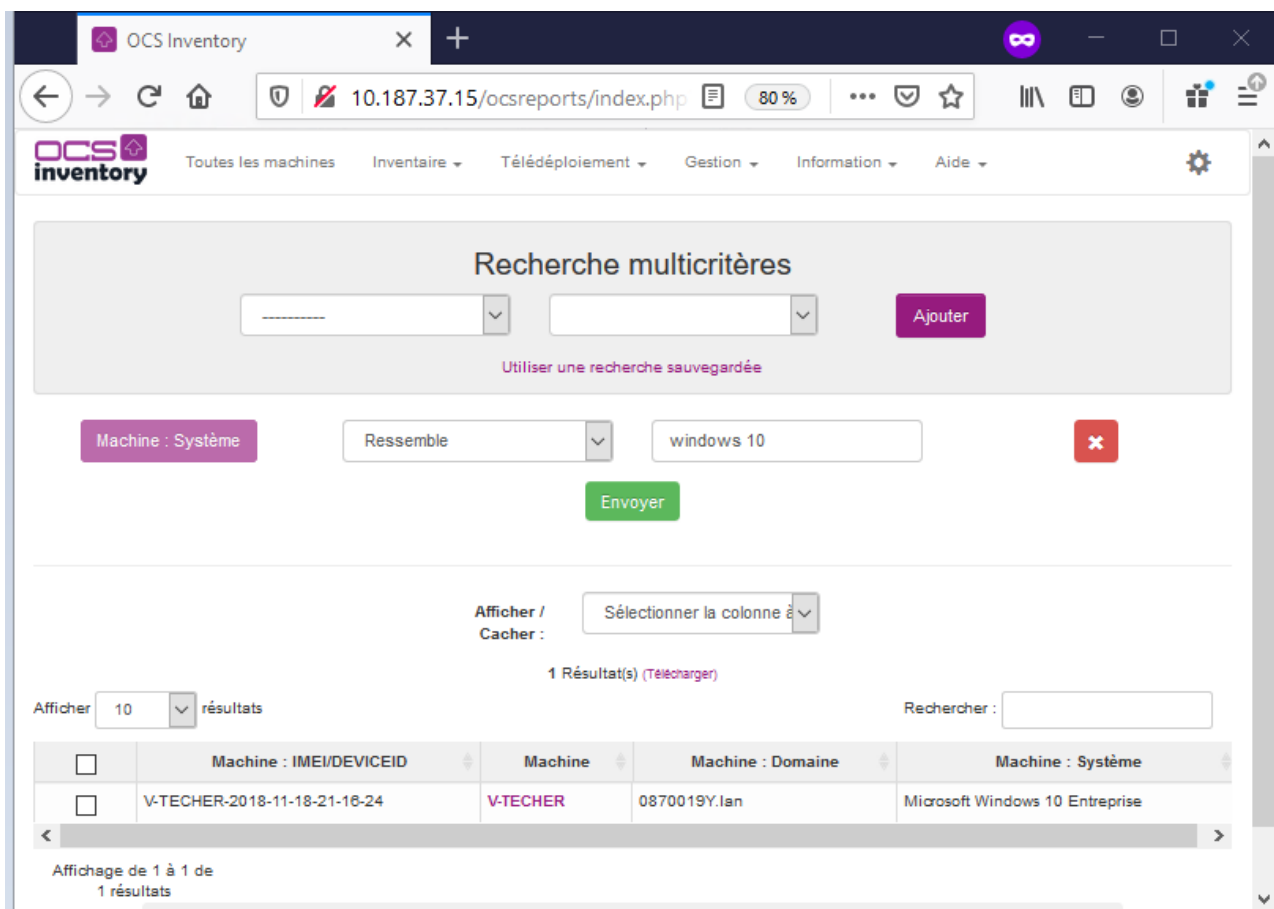 OCS Inventory
10.187.37.15/ocsreports/index.php
80 %
OCS inventory
Toutes les machines Inventaire Télédéploiement Gestion Information Aide
Recherche multicritères
---------- Ajouter
Utiliser une recherche sauvegardée
Machine : Système Ressemble windows 10
Envoyer
Afficher / Cacher : Sélectionner la colonne à
1 Résultat(s) (Télécharger)
Afficher 10 résultats Rechercher :
Machine : IMEI/DEVICEID Machine Machine : Domaine Machine : Système
V-TECHER-2018-11-18-21-16-24 V-TECHER 0870019Y.lan Microsoft Windows 10 Entreprise
Affichage de 1 à 1 de
1 résultats